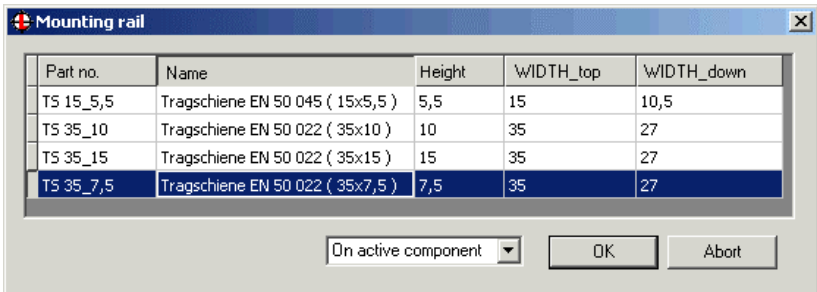 Mounting rail
Part no. Name Height WIDTH_top WIDTH_down
TS 15_5,5 Tragschiene EN 50 045 ( 15x5,5 ) 5,5 15 10,5
TS 35_10 Tragschiene EN 50 022 ( 35x10 ) 10 35 27
TS 35_15 Tragschiene EN 50 022 ( 35x15 ) 15 35 27
TS 35_7,5 Tragschiene EN 50 022 ( 35x7,5 ) 7,5 35 27
On active component OK Abort